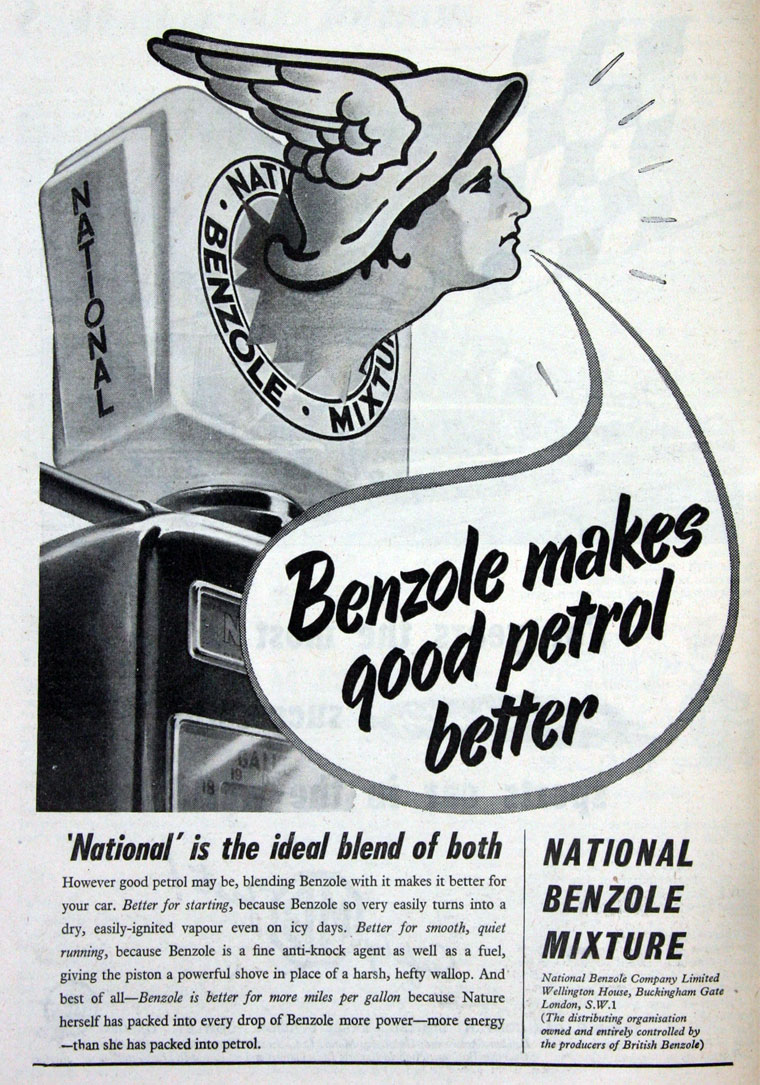 NATIONAL
NATI
• BENZOLE • MIXTU
Benzole makes
good petrol
better
'National' is the ideal blend of both
However good petrol may be, blending Benzole with it makes it better for
your car. Better for starting, because Benzole so very easily turns into a
dry, easily-ignited vapour even on icy days. Better for smooth, quiet
running, because Benzole is a fine anti-knock agent as well as a fuel,
giving the piston a powerful shove in place of a harsh, hefty wallop. And
best of all—Benzole is better for more miles per gallon because Nature
herself has packed into every drop of Benzole more power—more energy
—than she has packed into petrol.
NATIONAL
BENZOLE
MIXTURE
National Benzole Company Limited
Wellington House, Buckingham Gate
London, S.W.1
(The distributing organisation
owned and entirely controlled by
the producers of British Benzole)